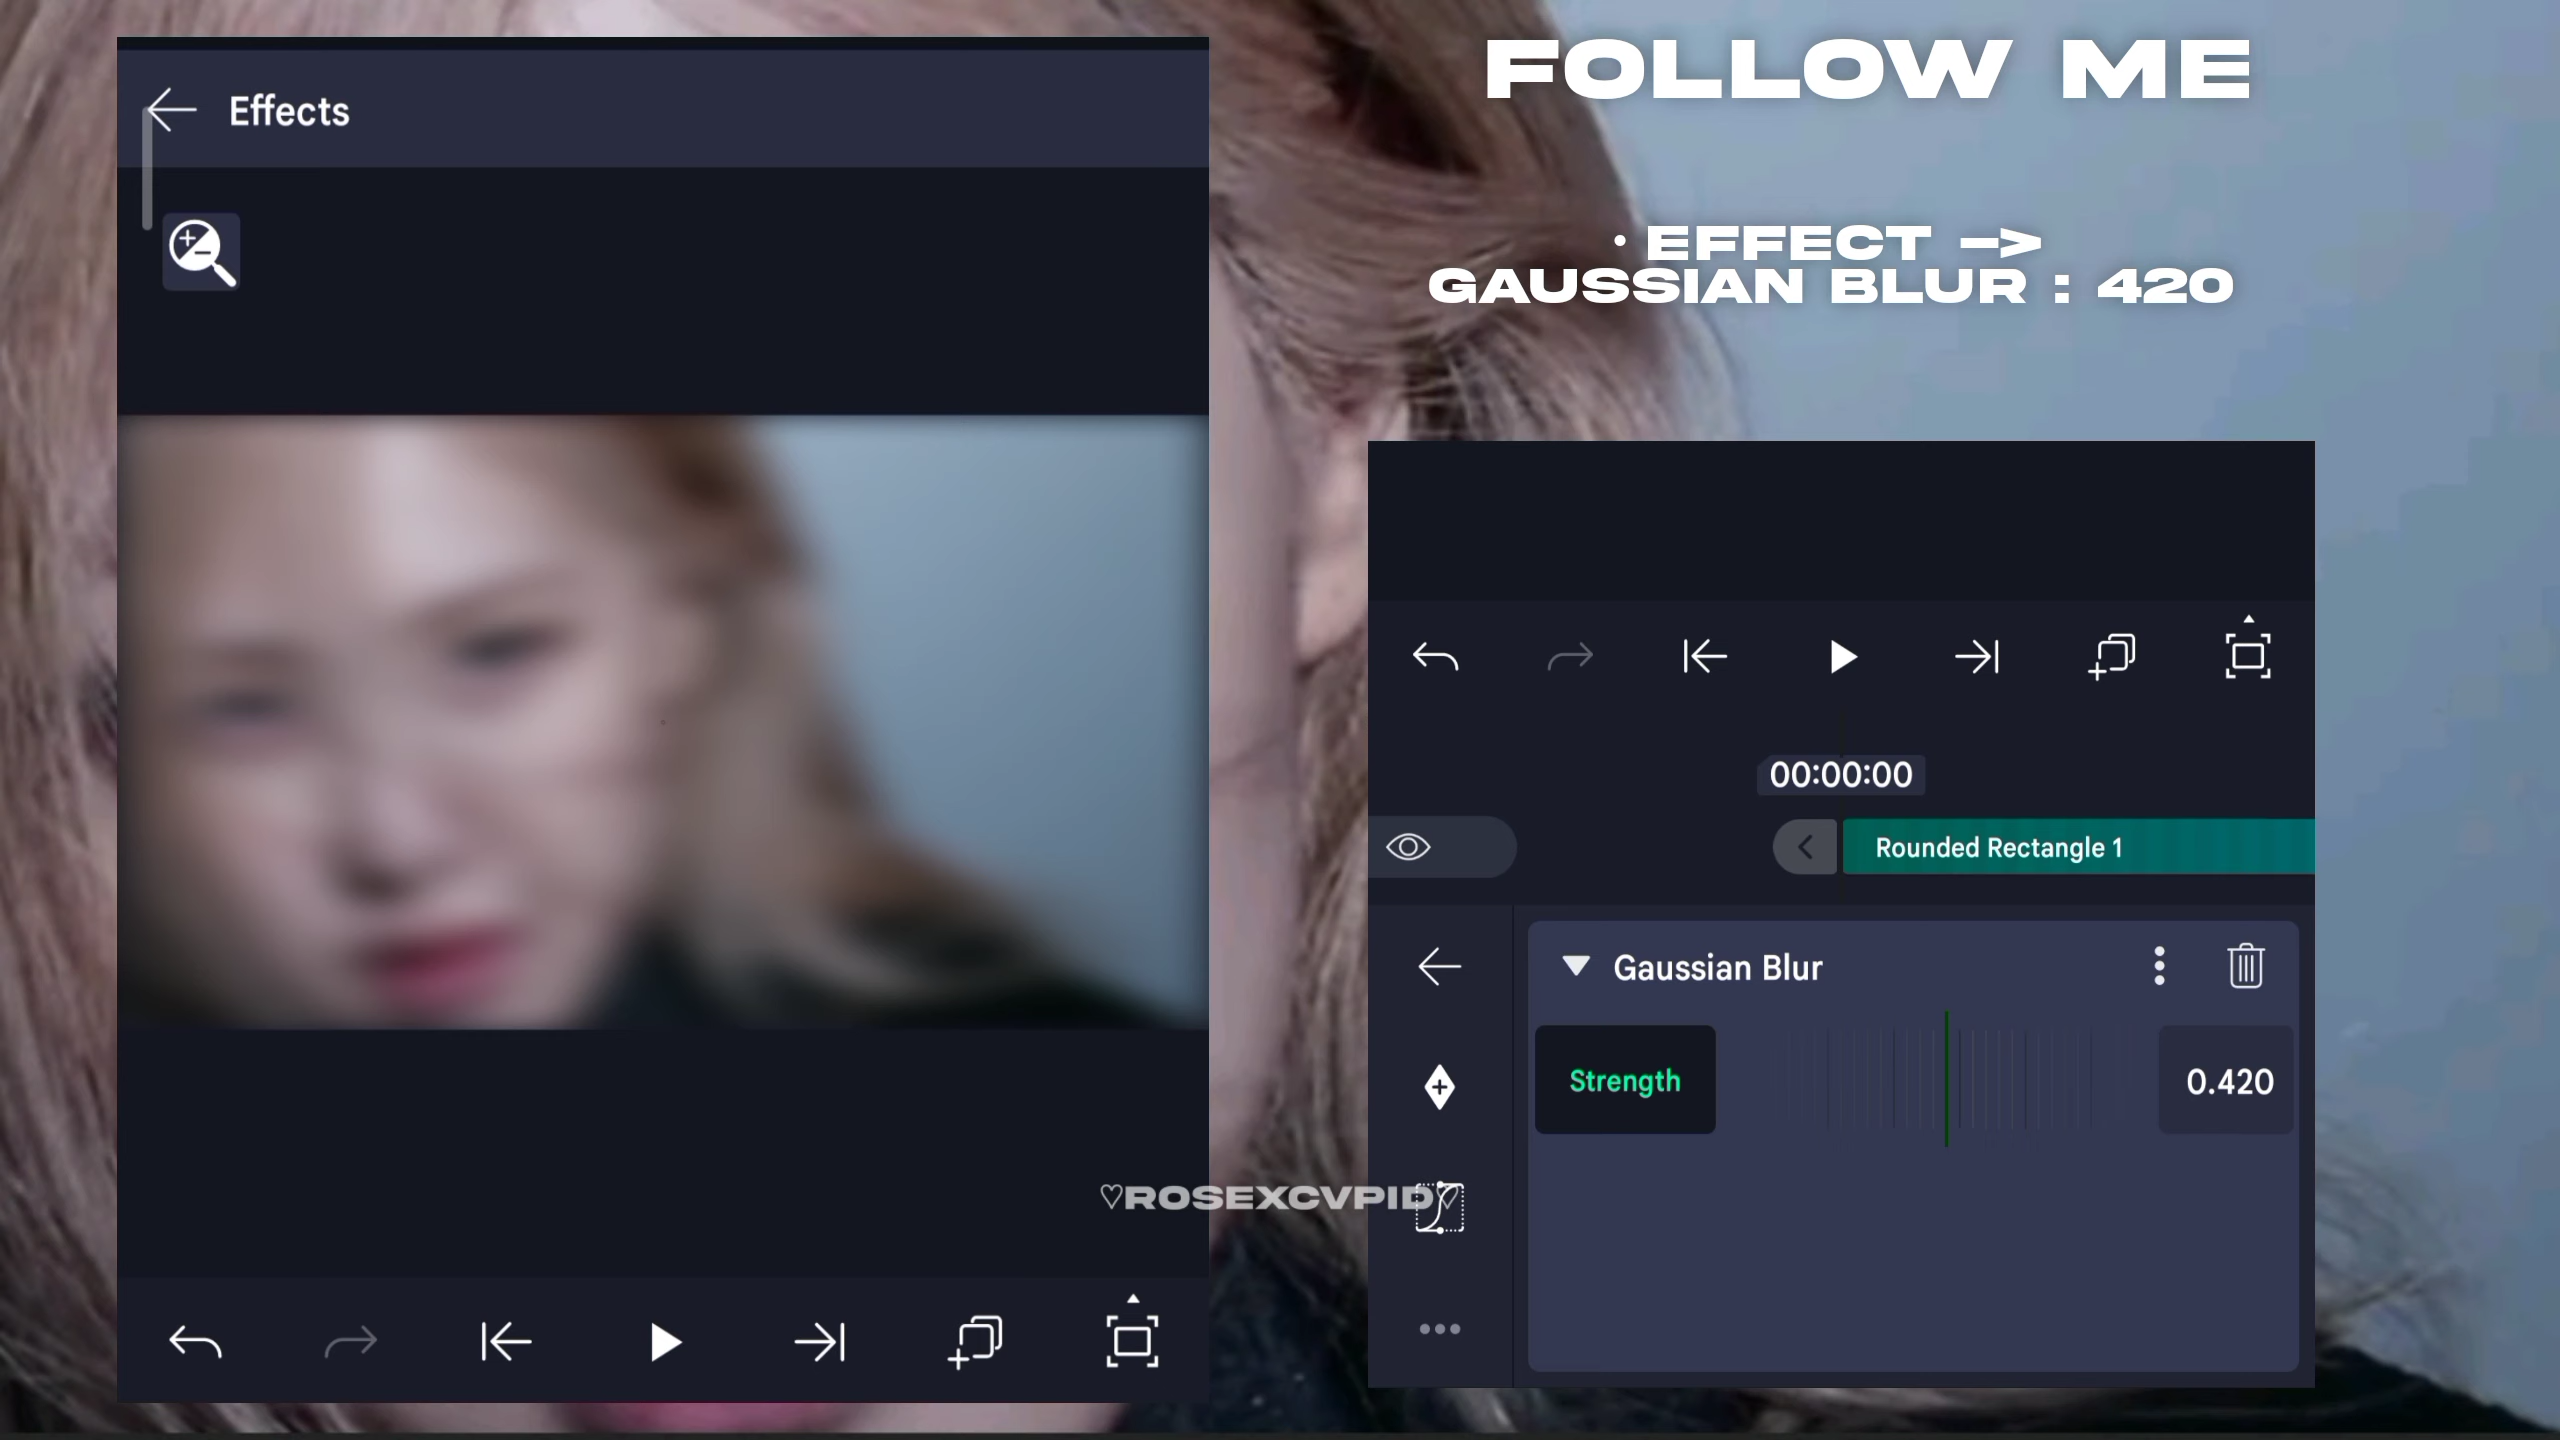 Effects
FOLLOW ME
• EFFECT ->
GAUSSIAN BLUR : 420
00:00:00
Rounded Rectangle 1
Gaussian Blur
Strength
0.420
♡ROSEXCVPID♡